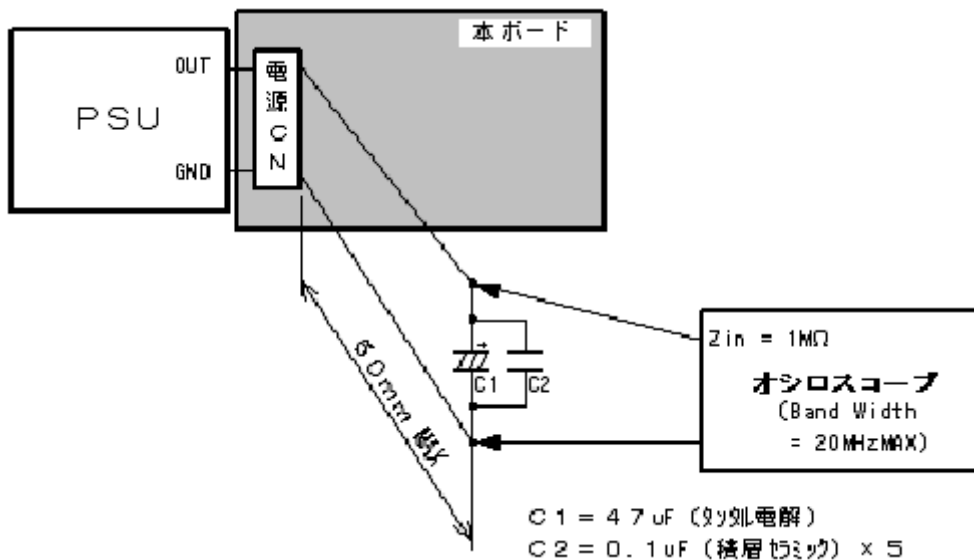 本ボード
PSU
OUT
GND
電源CN
60mm MAX
+
C1
C2
Zin = 1MΩ
オシロスコープ
(Band Width
= 20MHzMAX)
C1=47uF (ﾀﾝﾀﾙ電解)
C2=0.1uF (積層ｾﾗﾐｯｸ) ×5